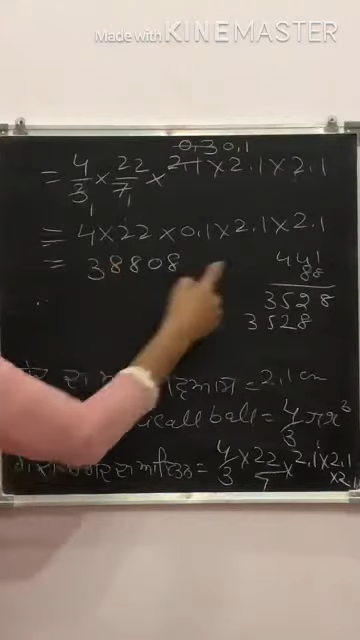 Made with KINEMASTER
0.3 0.1
= 4/3 × 22/7 × 2.1 × 2.1 × 2.1
1 1
= 4 × 22 × 0.1 × 2.1 × 2.1
= 38808
441
88
3528
3528
∴
= 2.1 cm
ball = 4/3 πr³
= 4/3 × 22/7 × 2.1 × 2.1
× 2.1